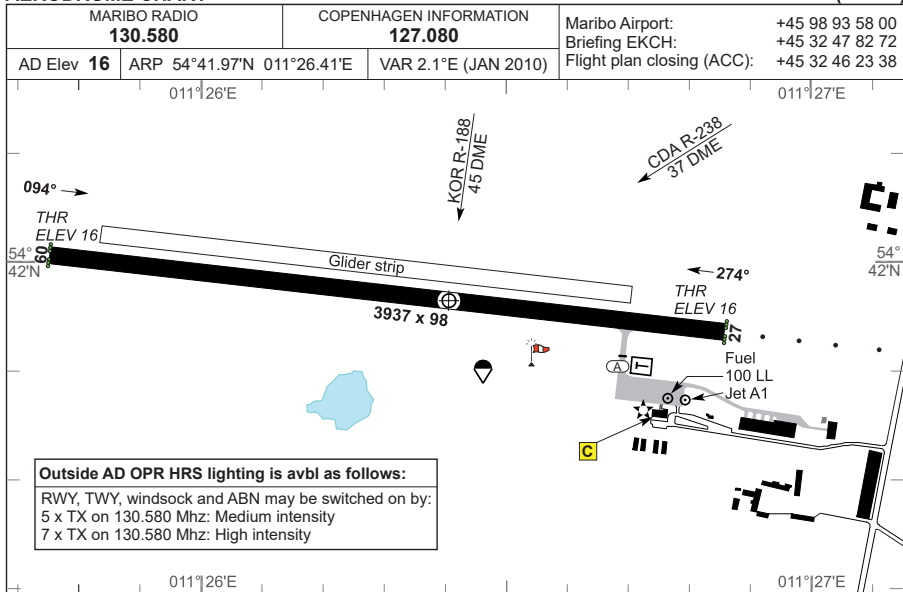 MARIBO RADIO
130.580
COPENHAGEN INFORMATION
127.080
Maribo Airport: +45 98 93 58 00
Briefing EKCH: +45 32 47 82 72
Flight plan closing (ACC): +45 32 46 23 38
AD Elev 16
ARP 54°41.97'N 011°26.41'E
VAR 2.1°E (JAN 2010)
011°26'E
011°27'E
KOR R-188
45 DME
CDA R-238
37 DME
094°
THR
ELEV 16
54°
42'N
09
Glider strip
3937 x 98
274°
THR
ELEV 16
27
54°
42'N
A
T
Fuel
100 LL
Jet A1
C
Outside AD OPR HRS lighting is avbl as follows:
RWY, TWY, windsock and ABN may be switched on by:
5 x TX on 130.580 Mhz: Medium intensity
7 x TX on 130.580 Mhz: High intensity
011°26'E
011°27'E